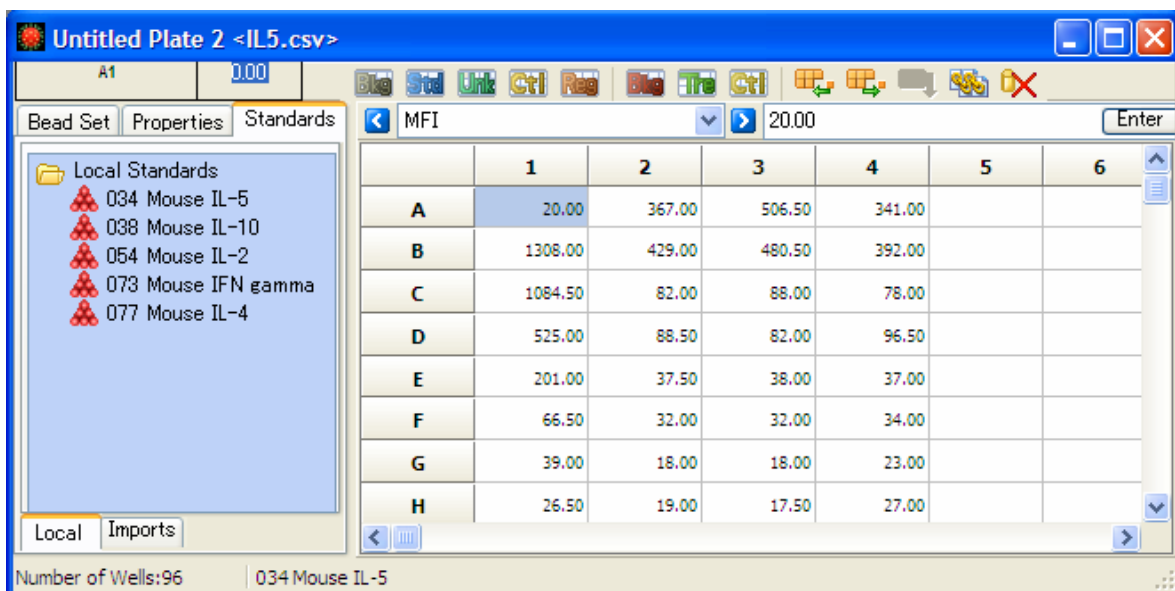 Untitled Plate 2 <IL5.csv>
A1 0.00
Bkg Std Unk Ctl Reg Bkg Tre Ctl
Bead Set Properties Standards
MFI 20.00 Enter
Local Standards
034 Mouse IL-5
038 Mouse IL-10
054 Mouse IL-2
073 Mouse IFN gamma
077 Mouse IL-4
1 2 3 4 5 6
A 20.00 367.00 506.50 341.00
B 1308.00 429.00 480.50 392.00
C 1084.50 82.00 88.00 78.00
D 525.00 88.50 82.00 96.50
E 201.00 37.50 38.00 37.00
F 66.50 32.00 32.00 34.00
G 39.00 18.00 18.00 23.00
H 26.50 19.00 17.50 27.00
Local Imports
Number of Wells:96 034 Mouse IL-5